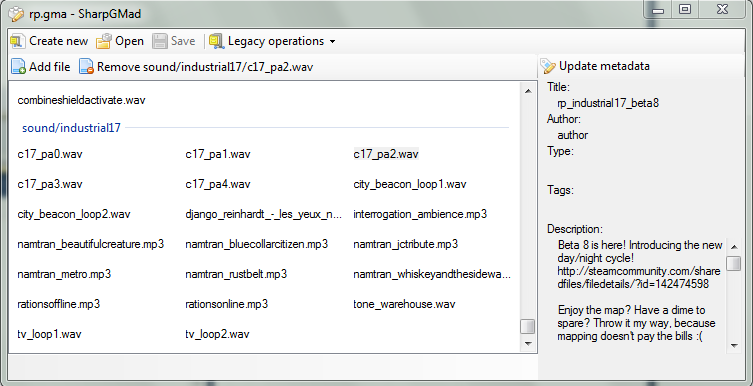 rp.gma - SharpGMad
Create new Open Save Legacy operations
Add file Remove sound/industrial17/c17_pa2.wav
combineshieldactivate.wav
sound/industrial17
c17_pa0.wav c17_pa1.wav c17_pa2.wav
c17_pa3.wav c17_pa4.wav city_beacon_loop1.wav
city_beacon_loop2.wav django_reinhardt_-_les_yeux_n... interrogation_ambience.mp3
namtran_beautifulcreature.mp3 namtran_bluecollarcitizen.mp3 namtran_jctribute.mp3
namtran_metro.mp3 namtran_rustbelt.mp3 namtran_whiskeyandthesidewa...
rationsoffline.mp3 rationsonline.mp3 tone_warehouse.wav
tv_loop1.wav tv_loop2.wav
Update metadata
Title:
rp_industrial17_beta8
Author:
author
Type:
Tags:
Description:
Beta 8 is here! Introducing the new
day/night cycle!
http://steamcommunity.com/share
dfiles/filedetails/?id=142474598
Enjoy the map? Have a dime to
spare? Throw it my way, because
mapping doesn't pay the bills :(